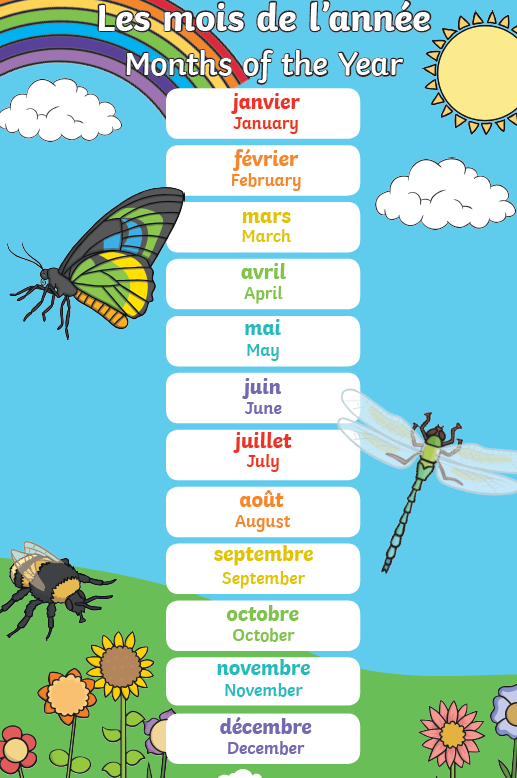 Les mois de l'année
Months of the Year
janvier
January
février
February
mars
March
avril
April
mai
May
juin
June
juillet
July
août
August
septembre
September
octobre
October
novembre
November
décembre
December